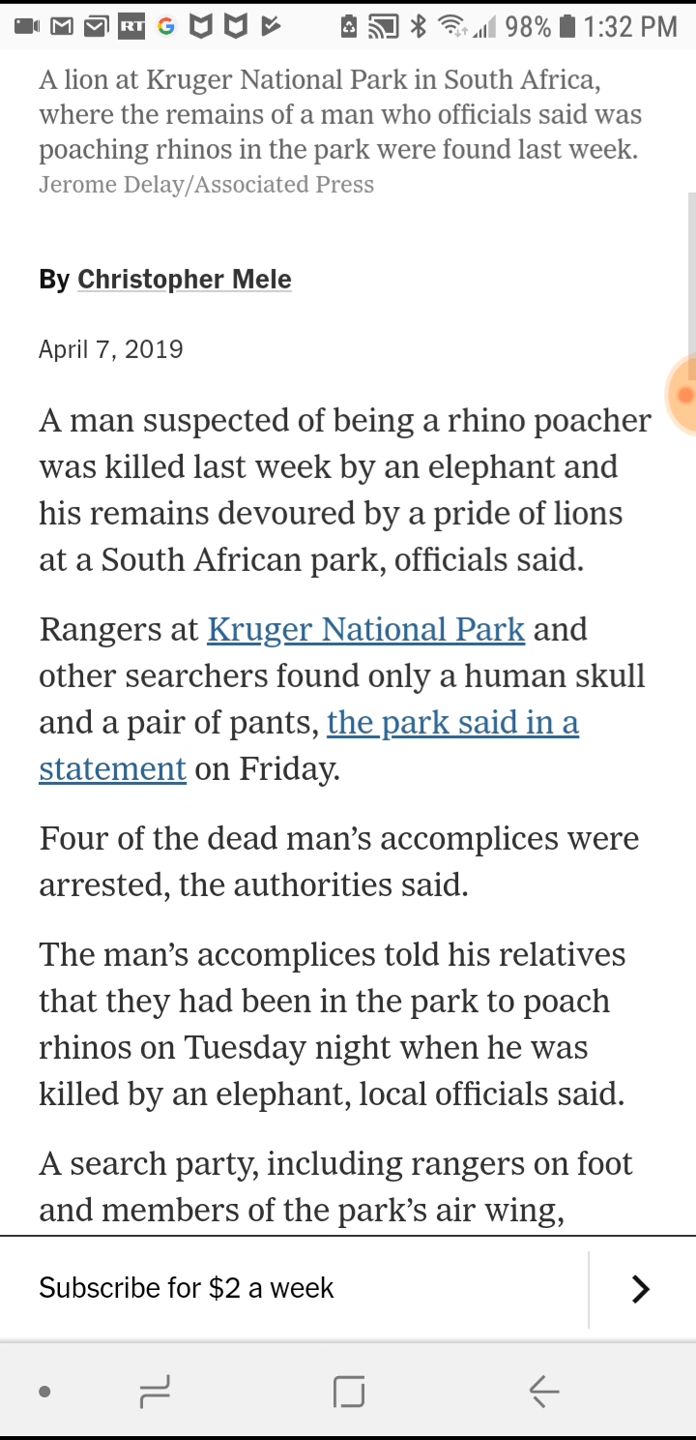 RT G 98% 1:32 PM
A lion at Kruger National Park in South Africa,
where the remains of a man who officials said was
poaching rhinos in the park were found last week.
Jerome Delay/Associated Press
By Christopher Mele
April 7, 2019
A man suspected of being a rhino poacher
was killed last week by an elephant and
his remains devoured by a pride of lions
at a South African park, officials said.
Rangers at Kruger National Park and
other searchers found only a human skull
and a pair of pants, the park said in a
statement on Friday.
Four of the dead man’s accomplices were
arrested, the authorities said.
The man’s accomplices told his relatives
that they had been in the park to poach
rhinos on Tuesday night when he was
killed by an elephant, local officials said.
A search party, including rangers on foot
and members of the park’s air wing,
Subscribe for $2 a week